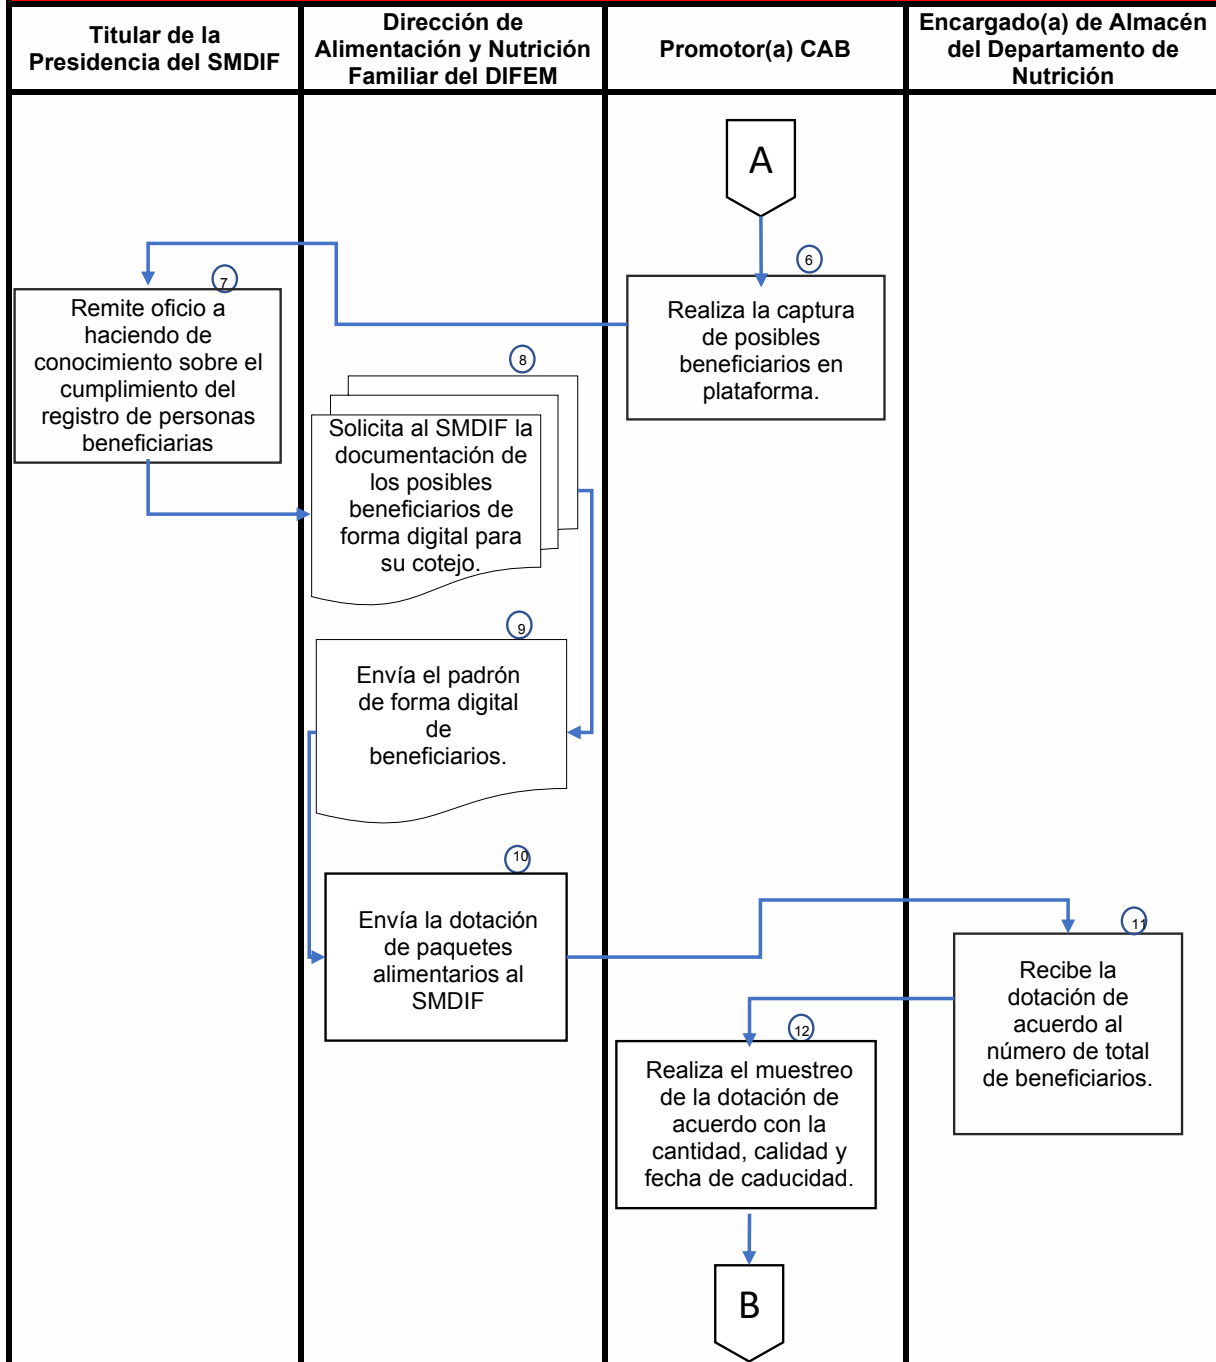 Titular de la
Presidencia del SMDIF
Dirección de
Alimentación y Nutrición
Familiar del DIFEM
Promotor(a) CAB
Encargado(a) de Almacén
del Departamento de
Nutrición
A
6
Realiza la captura
de posibles
beneficiarios en
plataforma.
7
Remite oficio a
haciendo de
conocimiento sobre el
cumplimiento del
registro de personas
beneficiarias
8
Solicita al SMDIF la
documentación de
los posibles
beneficiarios de
forma digital para
su cotejo.
9
Envía el padrón
de forma digital
de
beneficiarios.
10
Envía la dotación
de paquetes
alimentarios al
SMDIF
11
Recibe la
dotación de
acuerdo al
número de total
de beneficiarios.
12
Realiza el muestreo
de la dotación de
acuerdo con la
cantidad, calidad y
fecha de caducidad.
B